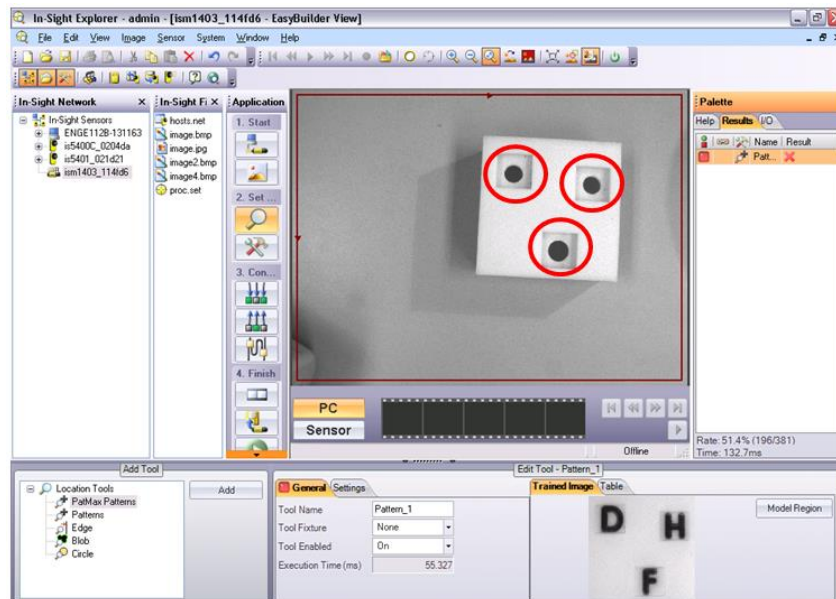 In-Sight Explorer - admin - [ism1403_114fd6 - EasyBuilder View]
File Edit View Image Sensor System Window Help
In-Sight Network
In-Sight Fi
Application
Palette
In-Sight Sensors
ENGE112B-131163
is5400C_0204da
is5401_021d21
ism1403_114fd6
hosts.net
image.bmp
image.jpg
image2.bmp
image4.bmp
proc.set
1. Start
2. Set ...
3. Con...
4. Finish
PC
Sensor
Offline
Help Results I/O
Name Result
Patt...
Rate: 51.4% (196/381)
Time: 132.7ms
Add Tool
Location Tools
PatMax Patterns
Patterns
Edge
Blob
Circle
Add
Edit Tool - Pattern_1
General Settings
Tool Name Pattern_1
Tool Fixture None
Tool Enabled On
Execution Time (ms) 55.327
Trained Image Table
D H
F
Model Region